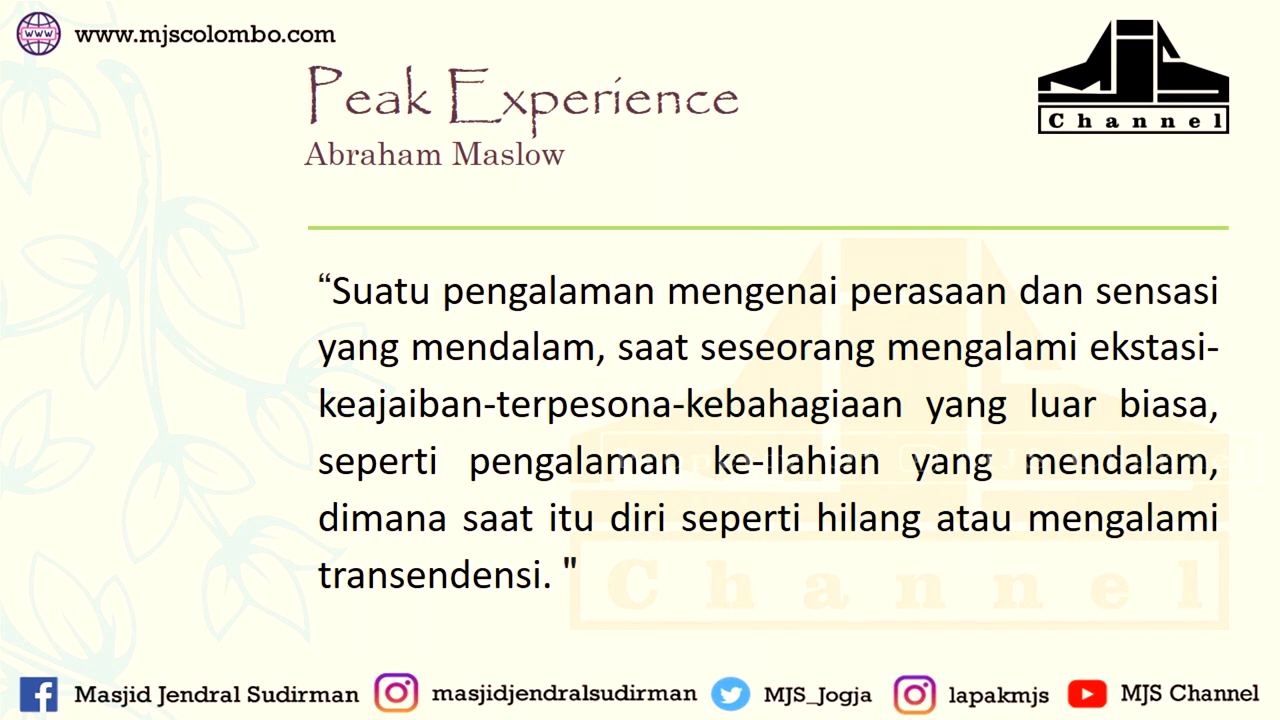 www.mjscolombo.com
MJS
Channel
Peak Experience
Abraham Maslow
“Suatu pengalaman mengenai perasaan dan sensasi
yang mendalam, saat seseorang mengalami ekstasi-
keajaiban-terpesona-kebahagiaan yang luar biasa,
seperti pengalaman ke-Ilahian yang mendalam,
dimana saat itu diri seperti hilang atau mengalami
transendensi. "
Channel
Masjid Jendral Sudirman
masjidjendralsudirman
MJS_Jogja
lapakmjs
MJS Channel